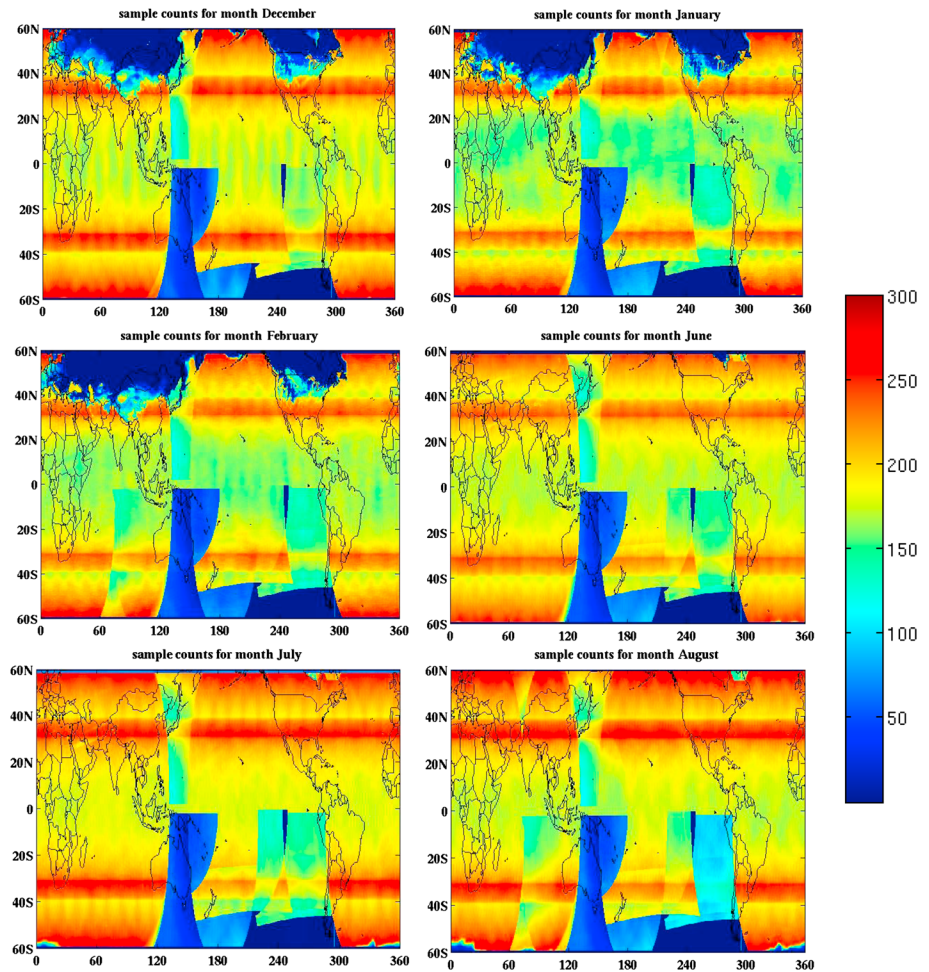 sample counts for month December
60N
40N
20N
0
20S
40S
60S
0 60 120 180 240 300 360
sample counts for month January
60N
40N
20N
0
20S
40S
60S
0 60 120 180 240 300 360
sample counts for month February
60N
40N
20N
0
20S
40S
60S
0 60 120 180 240 300 360
sample counts for month June
60N
40N
20N
0
20S
40S
60S
0 60 120 180 240 300 360
sample counts for month July
60N
40N
20N
0
20S
40S
60S
0 60 120 180 240 300 360
sample counts for month August
60N
40N
20N
0
20S
40S
60S
0 60 120 180 240 300 360
300
250
200
150
100
50